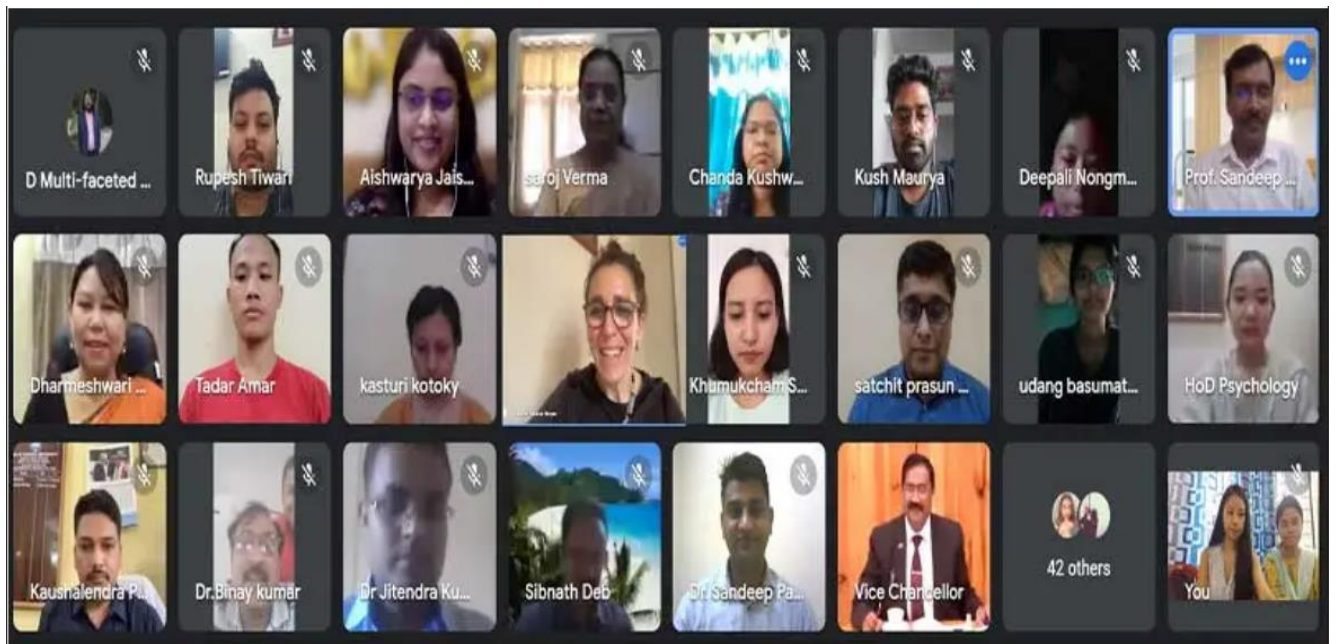 D Multi-faceted ...
Rupesh Tiwari
Aishwarya Jais...
saroj Verma
Chanda Kushw...
Kush Maurya
Deepali Nongm...
Prof. Sandeep ...
Dharmeshwari ...
Tadar Amar
kasturi kotoky
Khumukcham S...
satchit prasun ...
udang basumat...
HoD Psychology
Kaushalendra P...
Dr.Binay kumar
Dr Jitendra Ku...
Sibnath Deb
Dr. Sandeep Pa...
Vice Chancellor
42 others
You